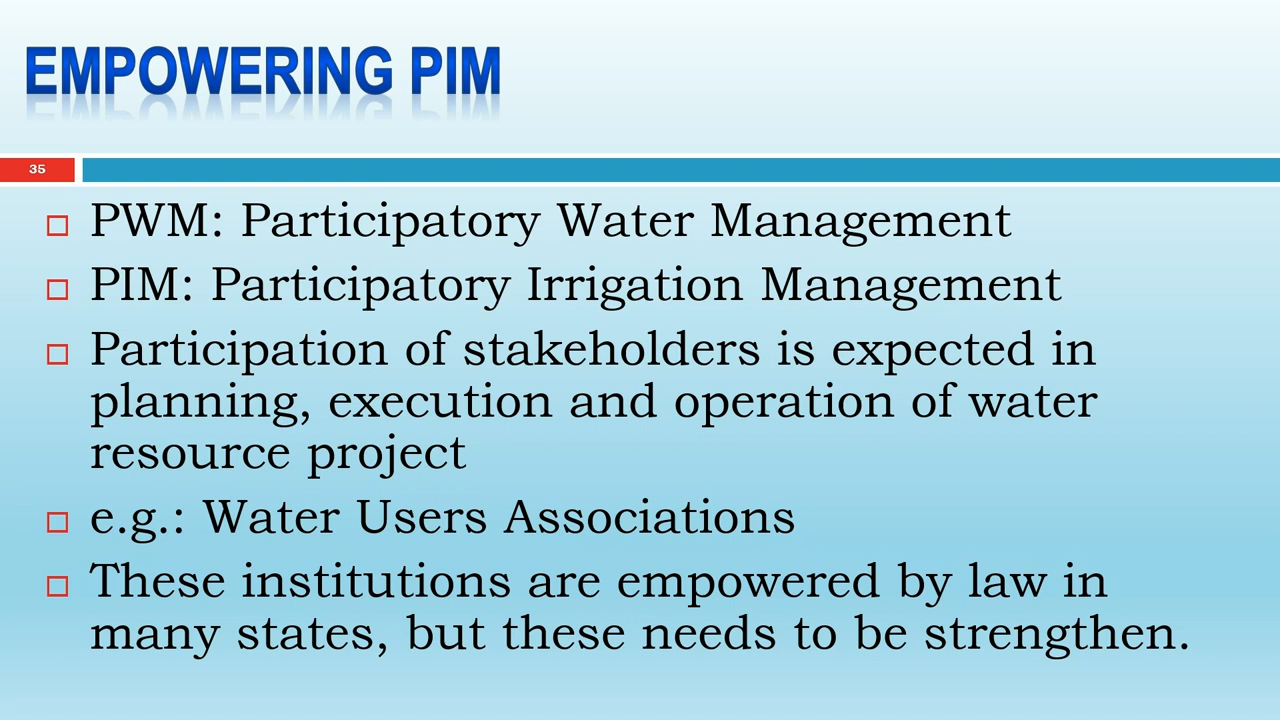 EMPOWERING PIM
35
PWM: Participatory Water Management
PIM: Participatory Irrigation Management
Participation of stakeholders is expected in
planning, execution and operation of water
resource project
e.g.: Water Users Associations
These institutions are empowered by law in
many states, but these needs to be strengthen.